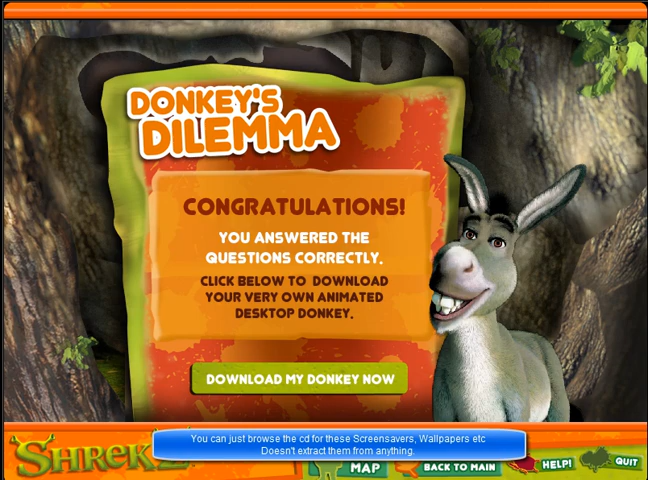 DONKEY'S
DILEMMA
CONGRATULATIONS!
YOU ANSWERED THE
QUESTIONS CORRECTLY.
CLICK BELOW TO DOWNLOAD
YOUR VERY OWN ANIMATED
DESKTOP DONKEY.
DOWNLOAD MY DONKEY NOW
You can just browse the cd for these Screensavers, Wallpapers etc
Doesn't extract them from anything.
SHREK 2
MAP
BACK TO MAIN
HELP!
QUIT